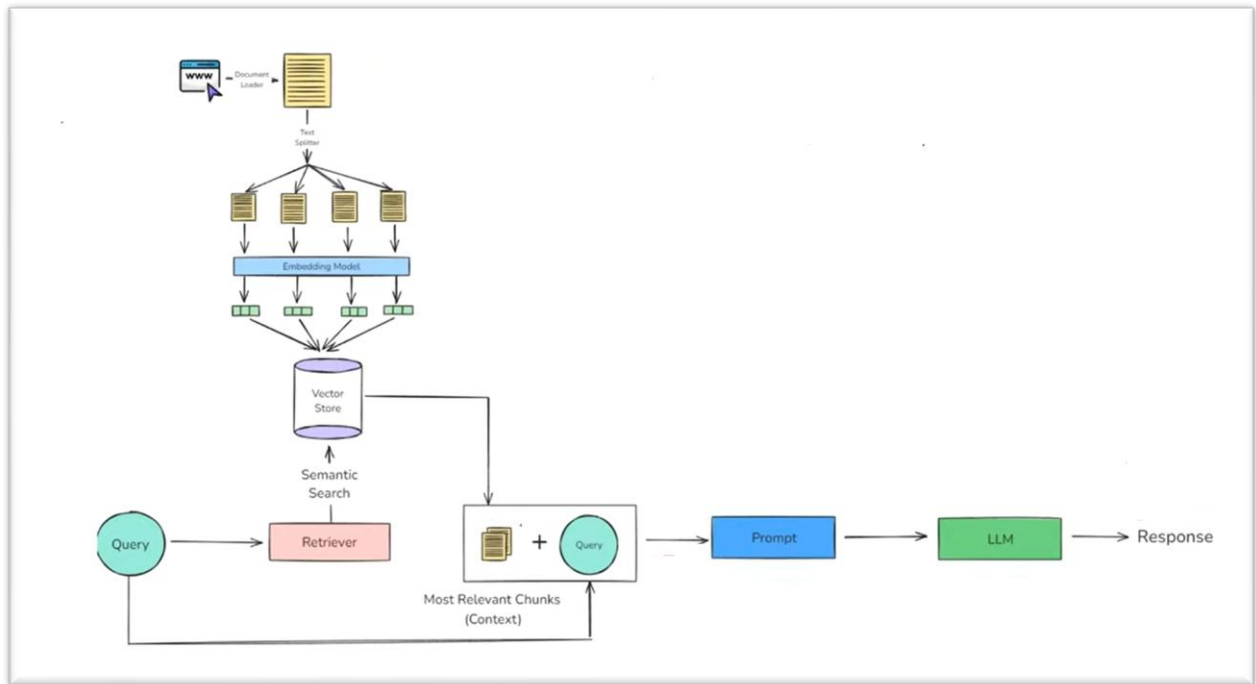 www
Document
Loader
Text
Splitter
Embedding Model
Vector
Store
Semantic
Search
Query
Retriever
Query
Prompt
LLM
Response
+
Most Relevant Chunks
(Context)